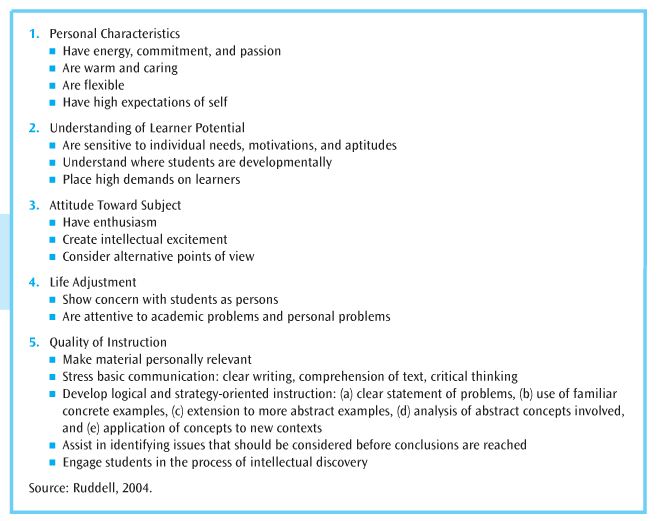 1. Personal Characteristics
■ Have energy, commitment, and passion
■ Are warm and caring
■ Are flexible
■ Have high expectations of self
2. Understanding of Learner Potential
■ Are sensitive to individual needs, motivations, and aptitudes
■ Understand where students are developmentally
■ Place high demands on learners
3. Attitude Toward Subject
■ Have enthusiasm
■ Create intellectual excitement
■ Consider alternative points of view
4. Life Adjustment
■ Show concern with students as persons
■ Are attentive to academic problems and personal problems
5. Quality of Instruction
■ Make material personally relevant
■ Stress basic communication: clear writing, comprehension of text, critical thinking
■ Develop logical and strategy-oriented instruction: (a) clear statement of problems, (b) use of familiar
concrete examples, (c) extension to more abstract examples, (d) analysis of abstract concepts involved,
and (e) application of concepts to new contexts
■ Assist in identifying issues that should be considered before conclusions are reached
■ Engage students in the process of intellectual discovery
Source: Ruddell, 2004.